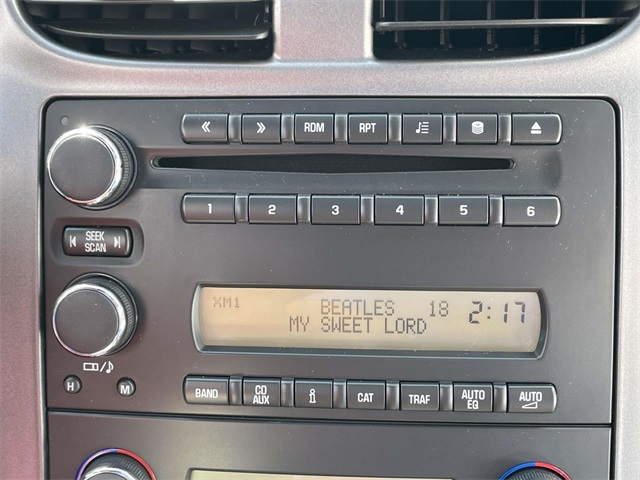 RDM RPT
1 2 3 4 5 6
SEEK
SCAN
XM1 BEATLES 18 2:17
MY SWEET LORD
H M
BAND CD
AUX i CAT TRAF AUTO
EQ AUTO